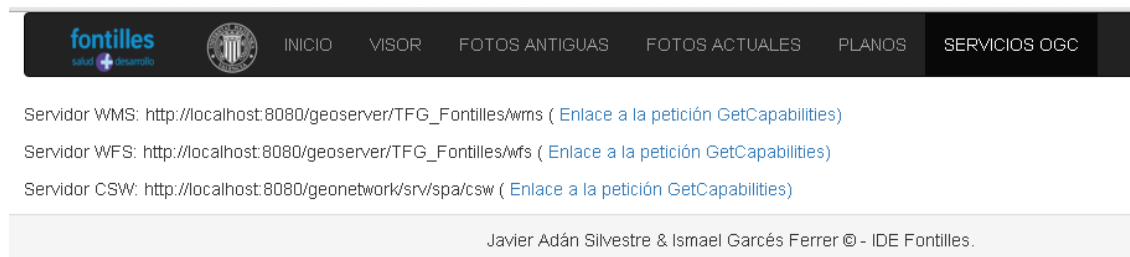 fontilles
salud desarrollo
INICIO VISOR FOTOS ANTIGUAS FOTOS ACTUALES PLANOS SERVICIOS OGC
Servidor WMS: http://localhost:8080/geoserver/TFG_Fontilles/wms ( Enlace a la petición GetCapabilities)
Servidor WFS: http://localhost:8080/geoserver/TFG_Fontilles/wfs ( Enlace a la petición GetCapabilities)
Servidor CSW: http://localhost:8080/geonetwork/srv/spa/csw ( Enlace a la petición GetCapabilities)
Javier Adán Silvestre & Ismael Garcés Ferrer © - IDE Fontilles.